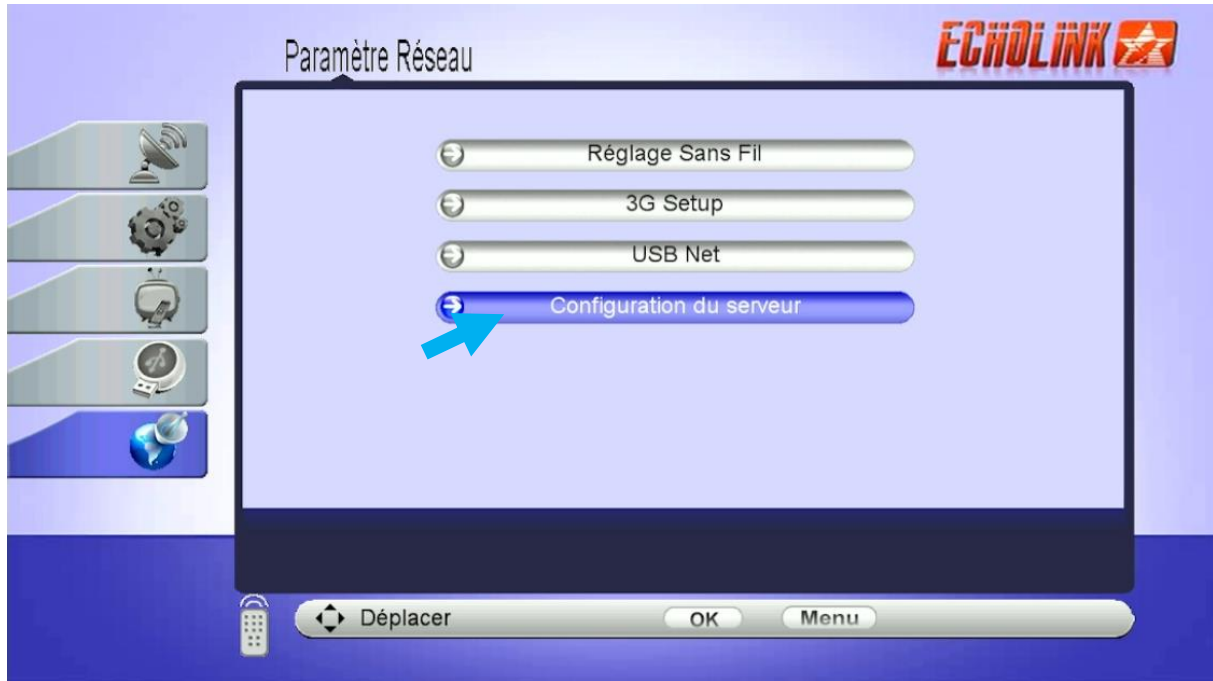 Paramètre Réseau
ECHOLINK
Réglage Sans Fil
3G Setup
USB Net
Configuration du serveur
Déplacer
OK
Menu